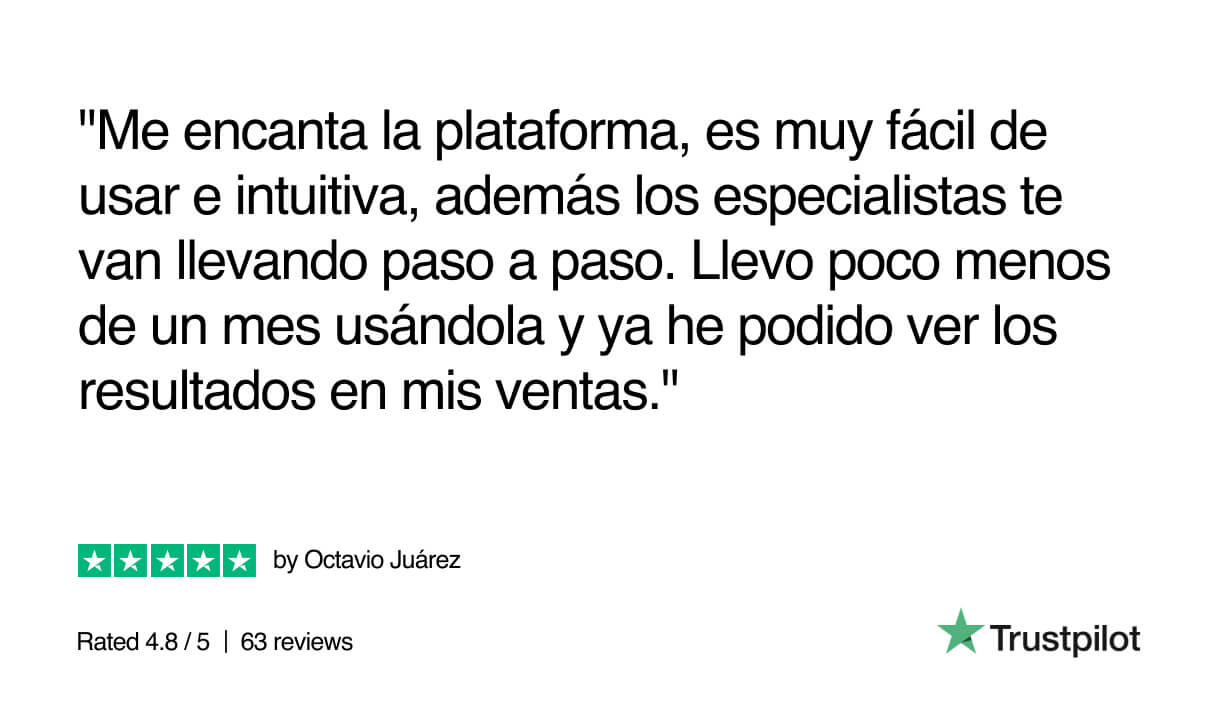 "Me encanta la plataforma, es muy fácil de
usar e intuitiva, además los especialistas te
van llevando paso a paso. Llevo poco menos
de un mes usándola y ya he podido ver los
resultados en mis ventas."
by Octavio Juárez
Rated 4.8 / 5 | 63 reviews
Trustpilot